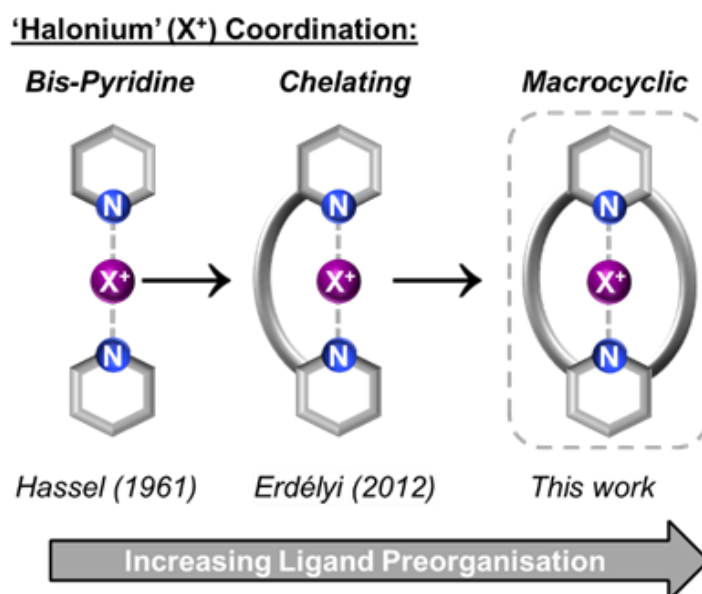 'Halonium' (X⁺) Coordination:
Bis-Pyridine Chelating Macrocyclic
N N N
X⁺ X⁺ X⁺
N N N
Hassel (1961) Erdélyi (2012) This work
Increasing Ligand Preorganisation